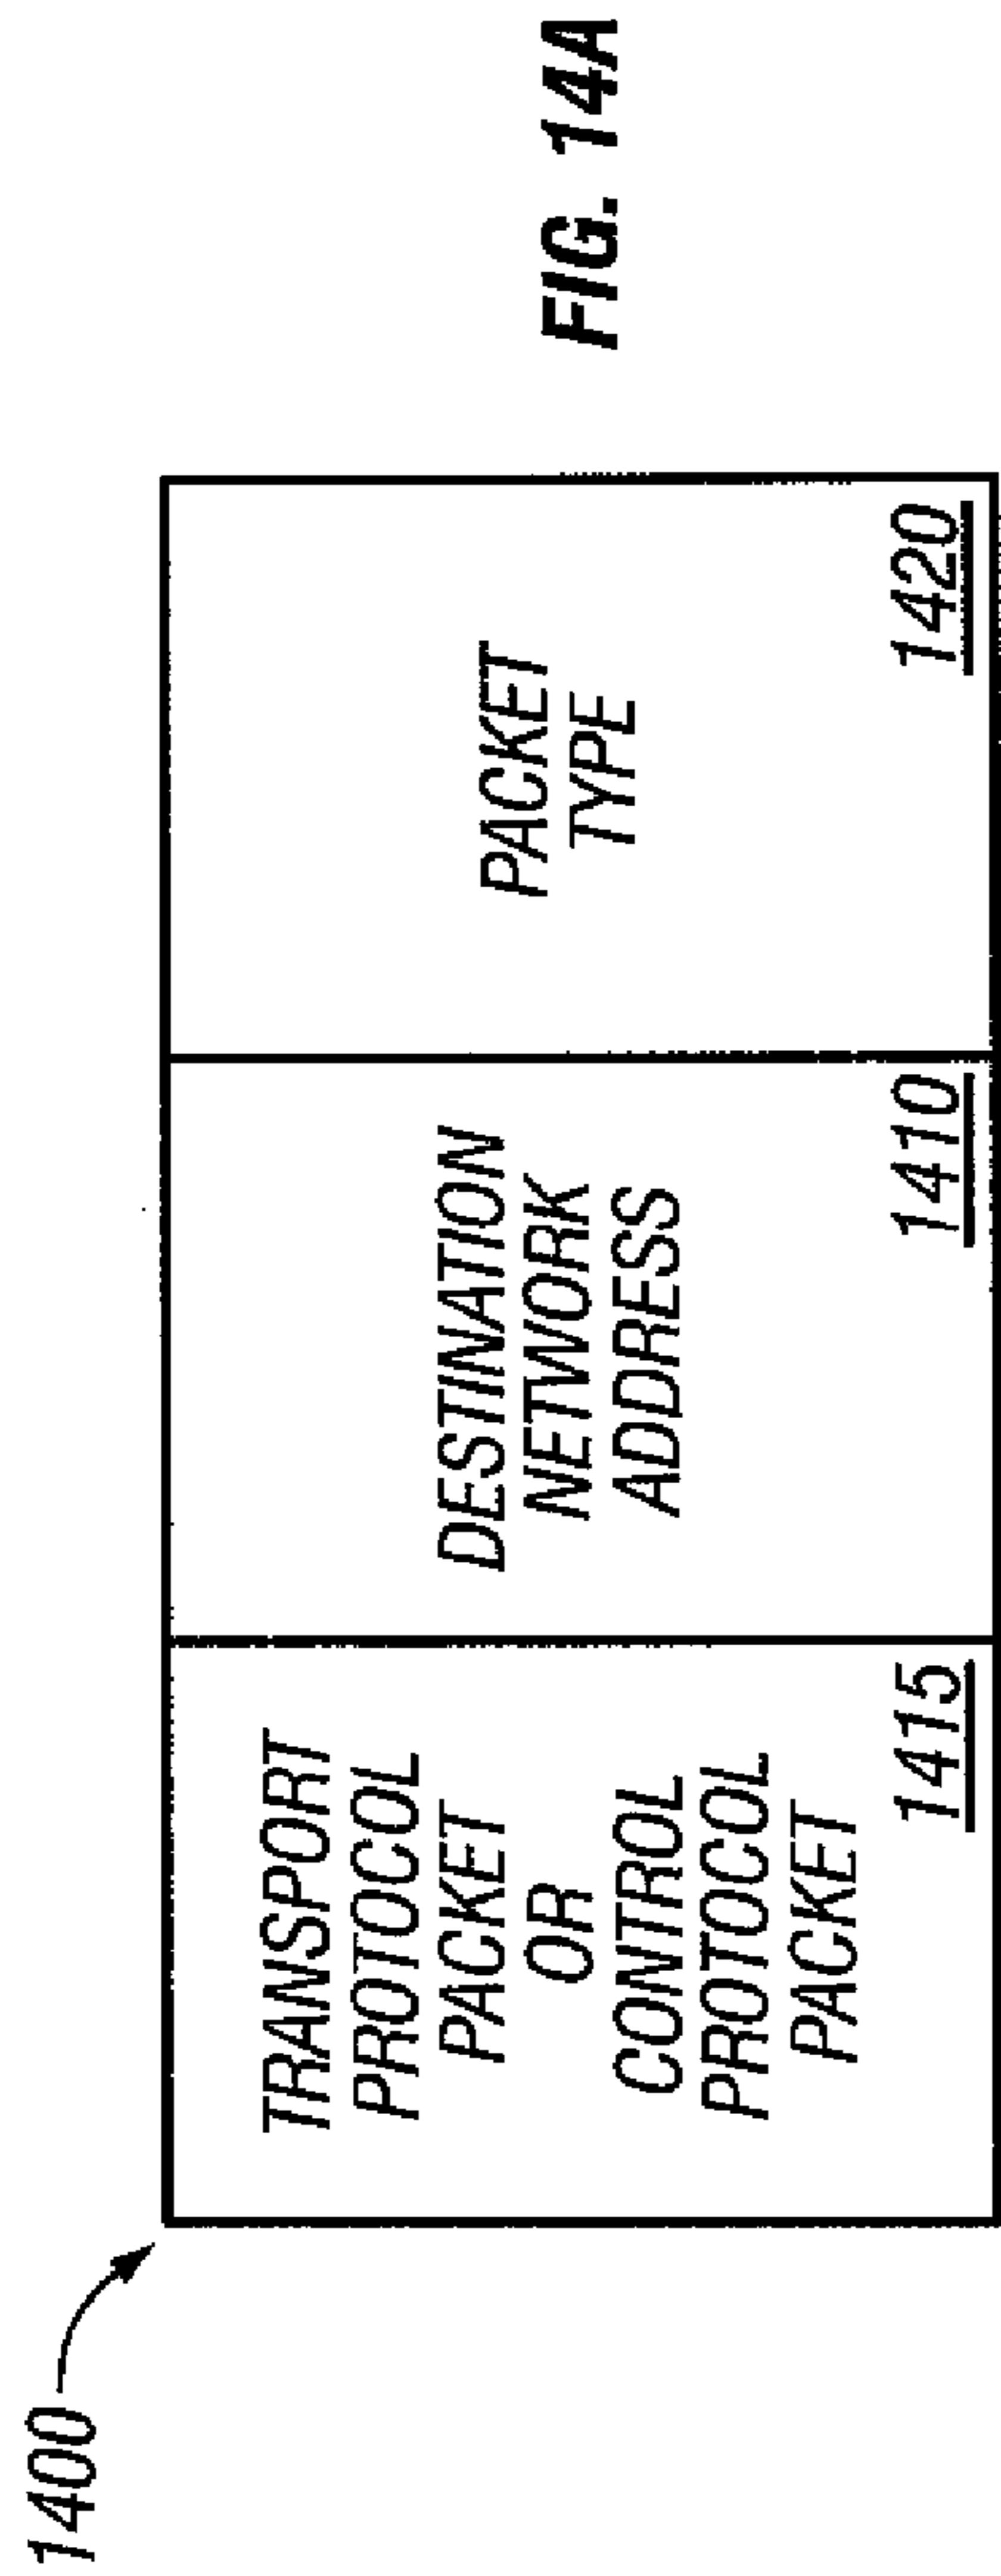 1400
TRANSPORT
PROTOCOL
PACKET
OR
CONTROL
PROTOCOL
PACKET
1415
DESTINATION
NETWORK
ADDRESS
1410
PACKET
TYPE
1420
FIG. 14A